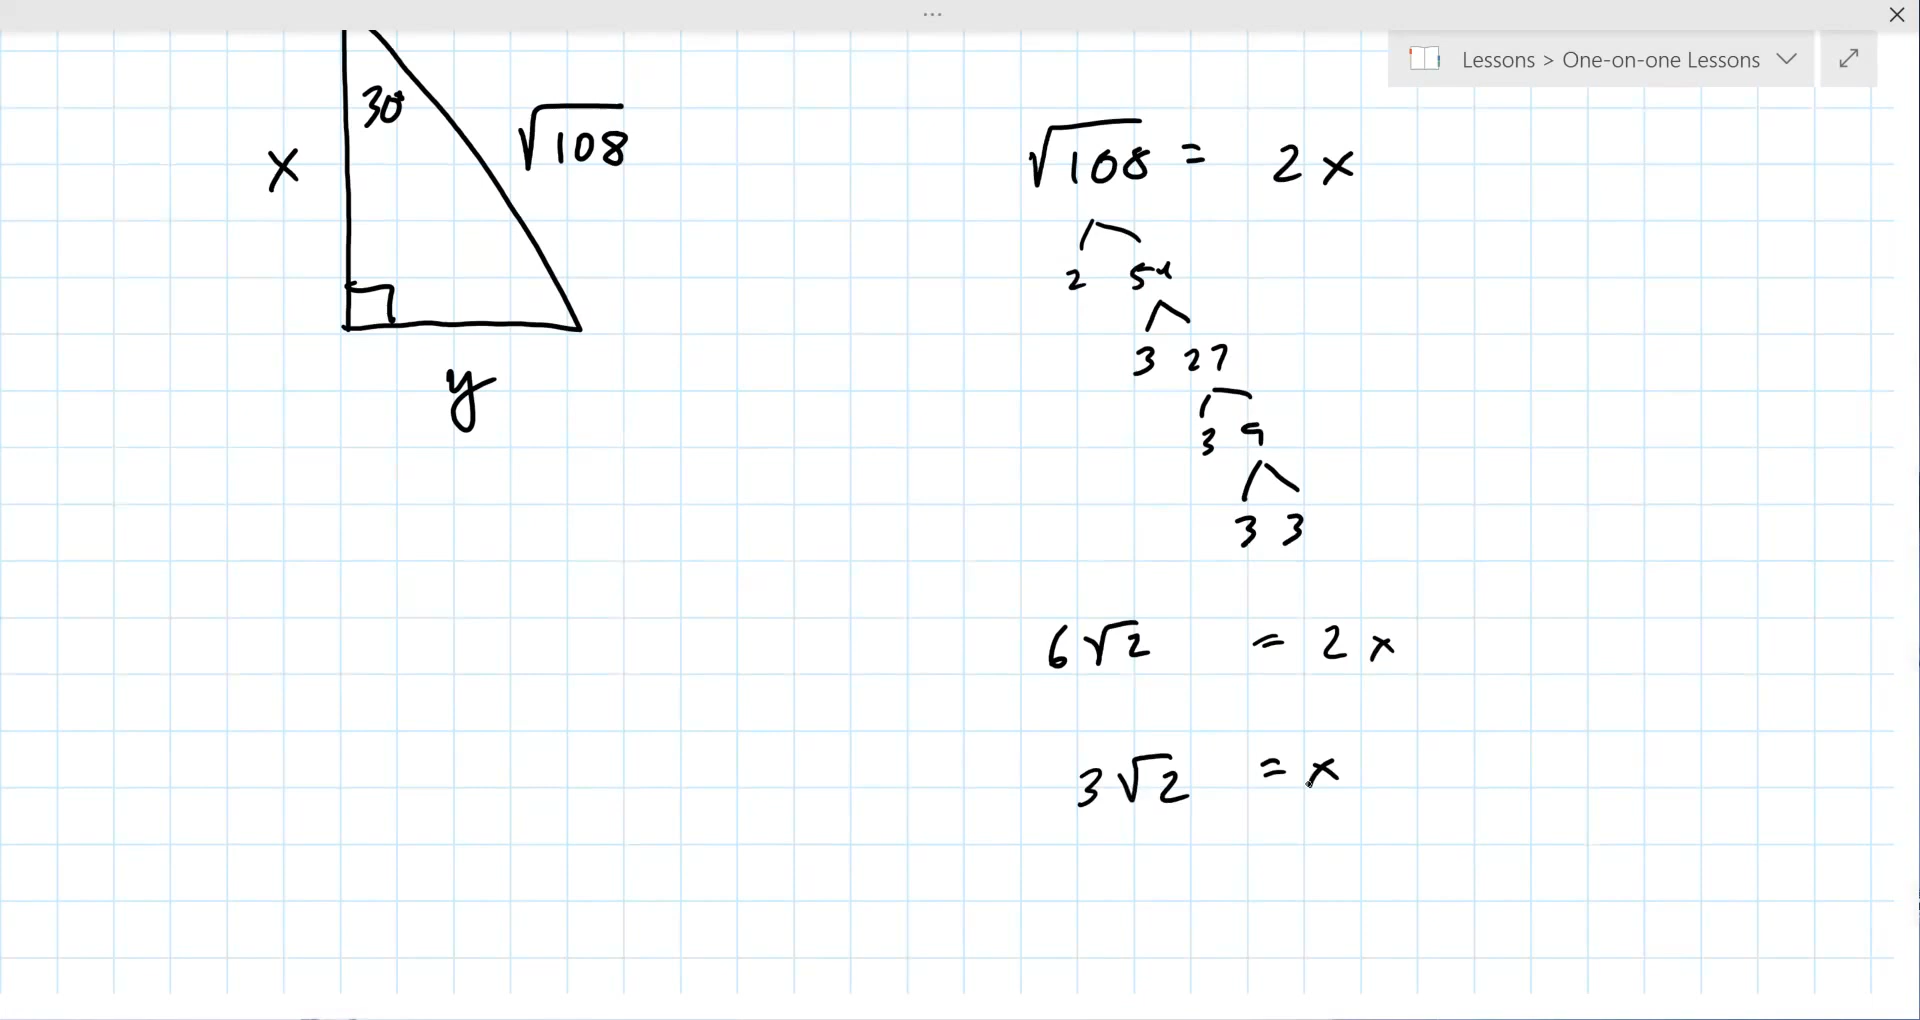 ...
Lessons > One-on-one Lessons
30°
√108
x
y
√108 = 2x
2 54
3 27
3 9
3 3
6√2 = 2x
3√2 = x